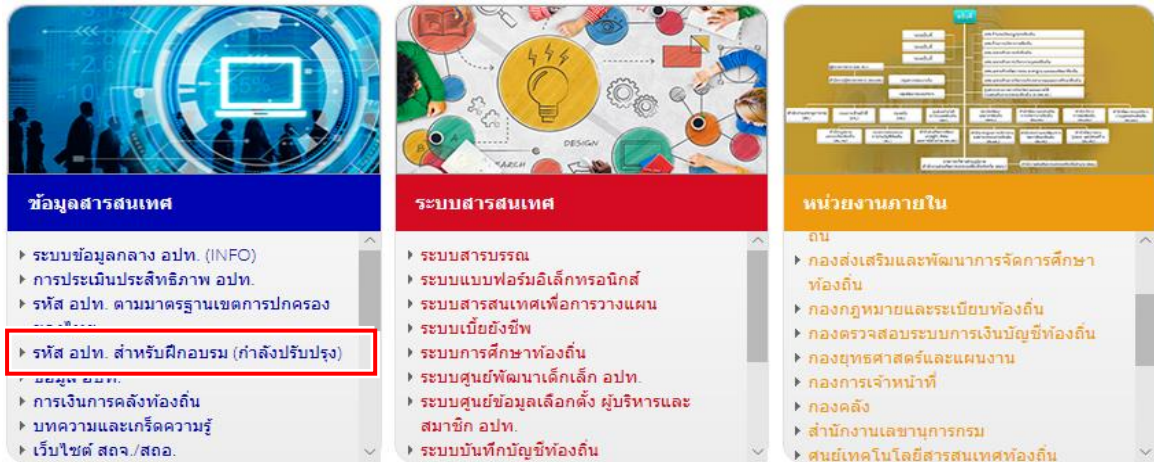 ข้อมูลสารสนเทศ
ระบบข้อมูลกลาง อปท. (INFO)
การประเมินประสิทธิภาพ อปท.
รหัส อปท. ตามมาตรฐานเขตการปกครอง
รหัส อปท. สำหรับฝึกอบรม (กำลังปรับปรุง)
ข้อมูล อปท.
การเงินการคลังท้องถิ่น
บทความและเกร็ดความรู้
เว็บไซต์ สถจ./สถอ.
DESIGN
ระบบสารสนเทศ
ระบบสารบรรณ
ระบบแบบฟอร์มอิเล็กทรอนิกส์
ระบบสารสนเทศเพื่อการวางแผน
ระบบเบี้ยยังชีพ
ระบบการศึกษาท้องถิ่น
ระบบศูนย์พัฒนาเด็กเล็ก อปท.
ระบบศูนย์ข้อมูลเลือกตั้ง ผู้บริหารและ
สมาชิก อปท.
ระบบบันทึกบัญชีท้องถิ่น
หน่วยงานภายใน
ถิ่น
กองส่งเสริมและพัฒนาการจัดการศึกษา
ท้องถิ่น
กองกฎหมายและระเบียบท้องถิ่น
กองตรวจสอบระบบการเงินบัญชีท้องถิ่น
กองยุทธศาสตร์และแผนงาน
กองการเจ้าหน้าที่
กองคลัง
สำนักงานเลขานุการกรม
ศูนย์เทคโนโลยีสารสนเทศท้องถิ่น